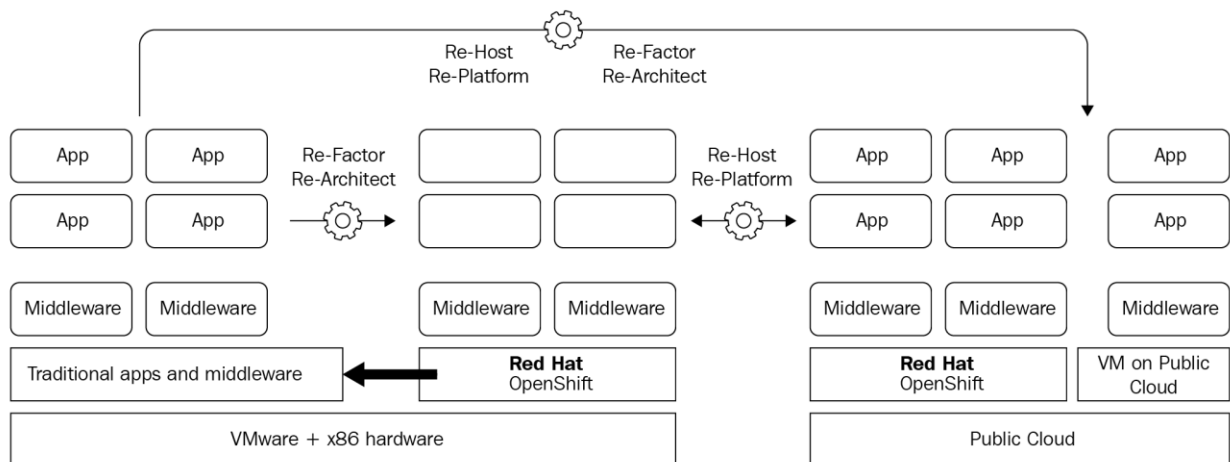 Re-Host
Re-Platform
Re-Factor
Re-Architect
App
App
Re-Factor
Re-Architect
Re-Host
Re-Platform
App
App
App
App
App
App
App
App
Middleware
Middleware
Middleware
Middleware
Middleware
Middleware
Middleware
Traditional apps and middleware
Red Hat
OpenShift
Red Hat
OpenShift
VM on Public
Cloud
VMware + x86 hardware
Public Cloud